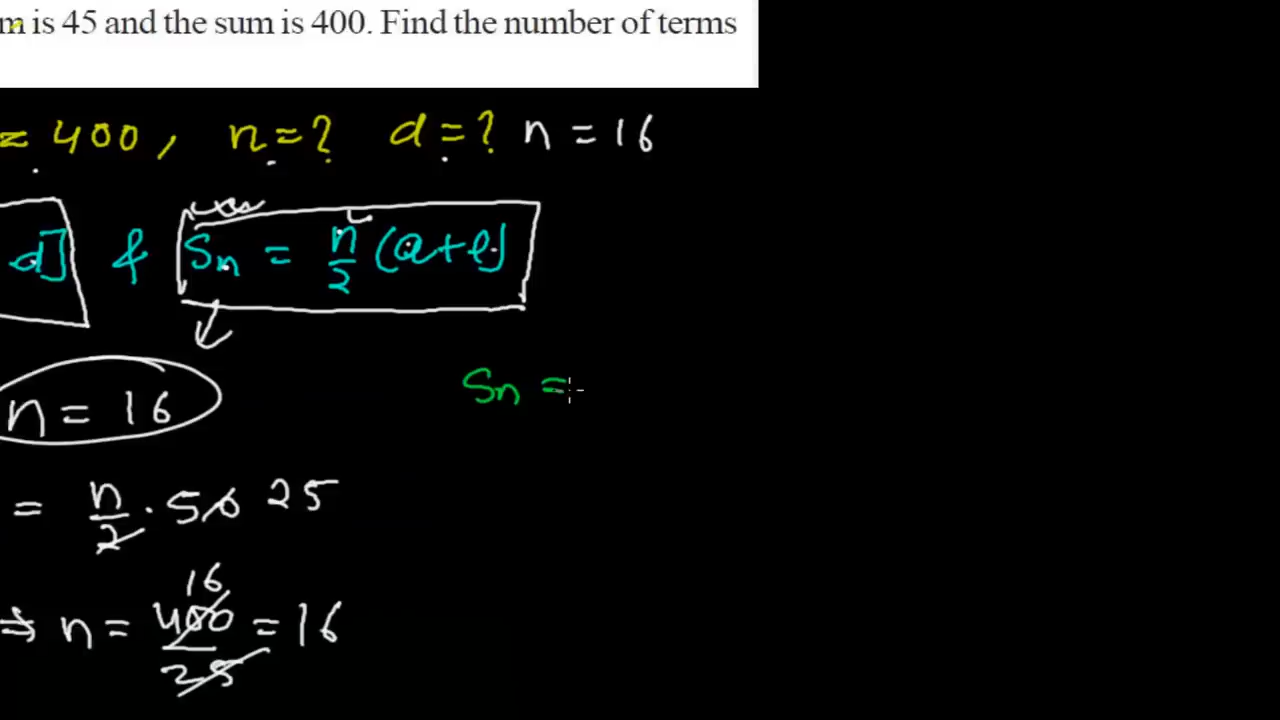 m is 45 and the sum is 400. Find the number of terms
= 400, n = ? d = ? n = 16
d] & Sn = n/2 (a+l)
Sn =
n = 16
= n/2 . 50 25
16
⇒ n = 400/25 = 16